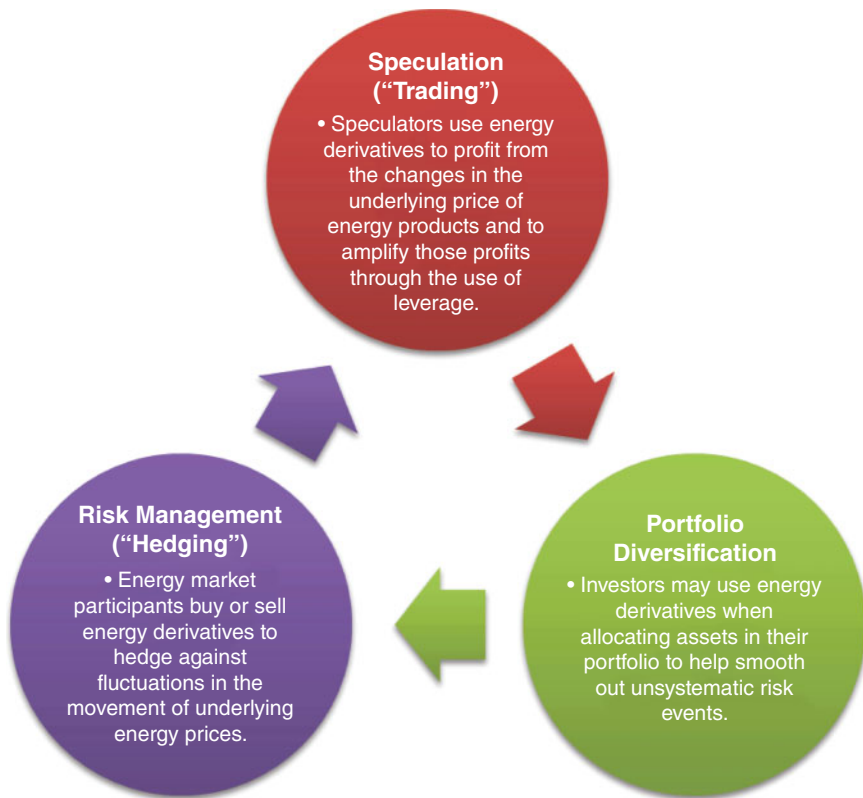 Speculation
(“Trading”)
• Speculators use energy
derivatives to profit from
the changes in the
underlying price of
energy products and to
amplify those profits
through the use of
leverage.
Risk Management
(“Hedging”)
• Energy market
participants buy or sell
energy derivatives to
hedge against
fluctuations in the
movement of underlying
energy prices.
Portfolio
Diversification
• Investors may use energy
derivatives when
allocating assets in their
portfolio to help smooth
out unsystematic risk
events.